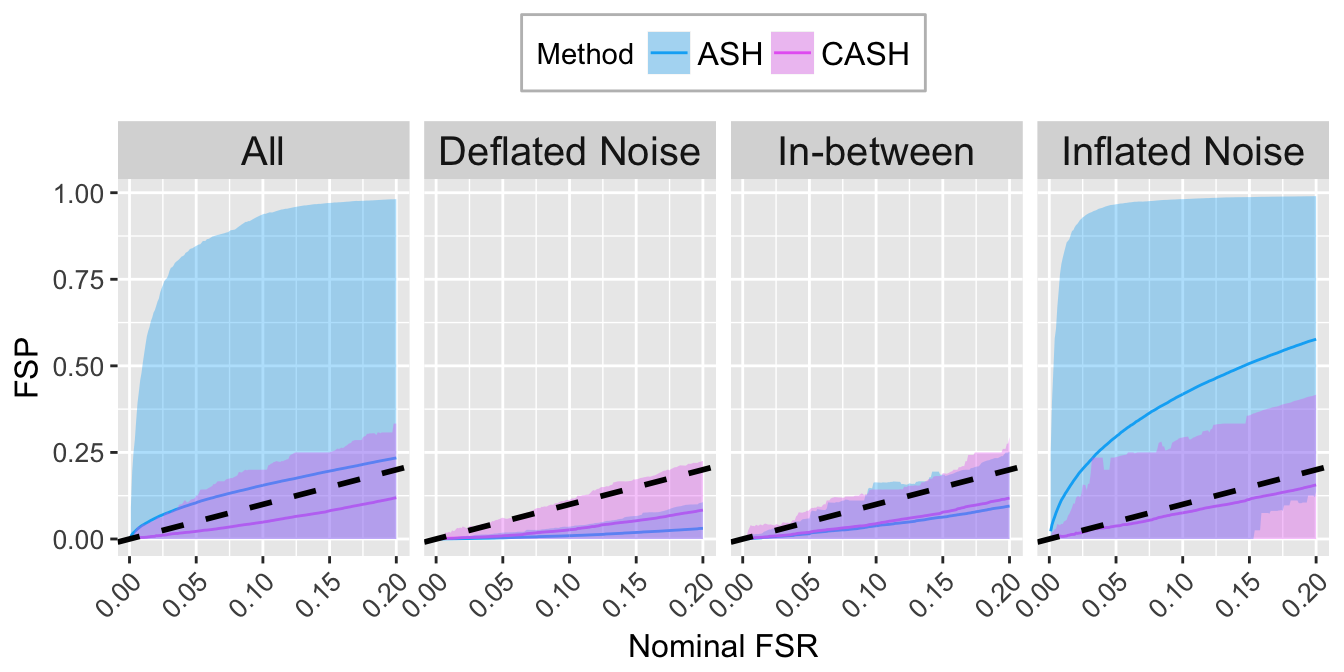 Method ASH CASH
All Deflated Noise In-between Inflated Noise
1.00
0.75
0.50
0.25
0.00
FSP
0.00 0.05 0.10 0.15 0.20 0.00 0.05 0.10 0.15 0.20 0.00 0.05 0.10 0.15 0.20 0.00 0.05 0.10 0.15 0.20
Nominal FSR